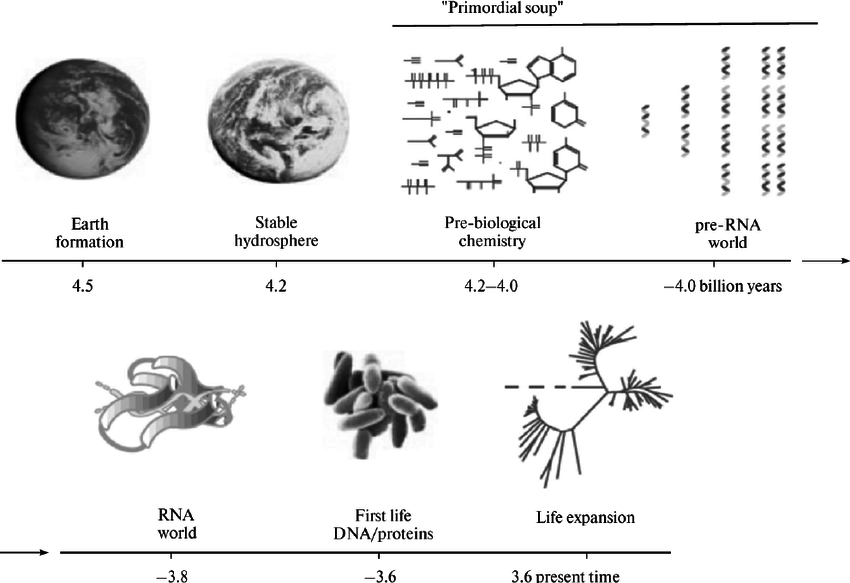 "Primordial soup"
Earth
formation
Stable
hydrosphere
Pre-biological
chemistry
pre-RNA
world
4.5
4.2
4.2–4.0
–4.0 billion years
RNA
world
First life
DNA/proteins
Life expansion
–3.8
–3.6
3.6 present time